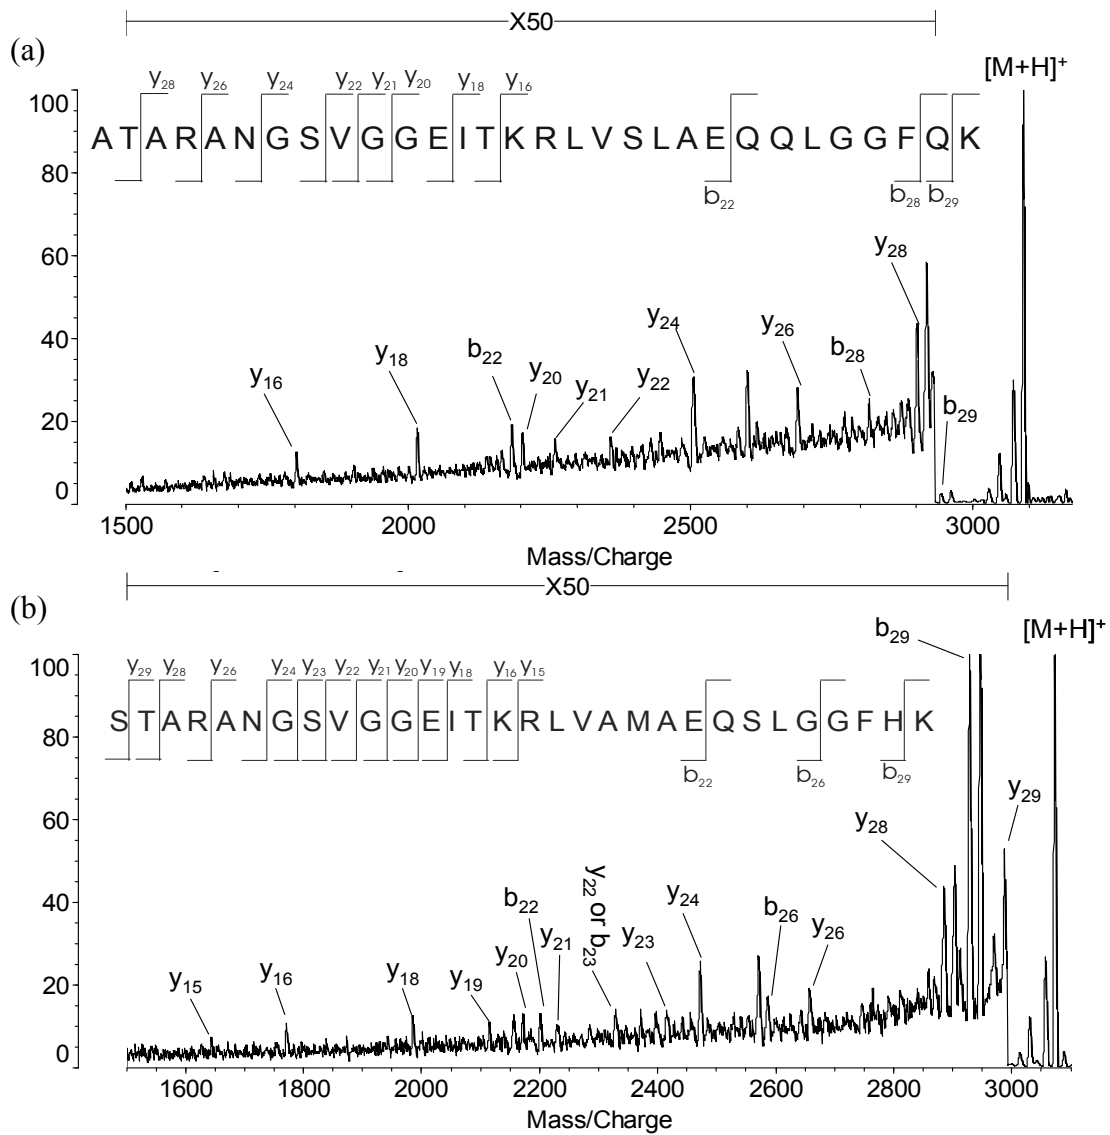 X50
(a)
[M+H]+
y28 y26 y24 y22 y21 y20 y18 y16
100
ATARANGSVGGEITKRLVSLAEQQLGGFQK
80
b22 b28 b29
60
y28
40
y24
y26
y18
b22
b28
y16
y20
y21
y22
b29
20
0
1500 2000 2500 3000
Mass/Charge
X50
(b)
b29
[M+H]+
100
y29 y28 y26 y24 y23 y22 y21 y20 y19 y18 y16 y15
STARANGSVGGEITKRLVAMAEQSLGGFHK
80
b22 b26 b29
y29
60
y28
y22 or b23
40
y24
b22
b26
y23
y21
y26
y20
y15
y16
y18
y19
20
0
1600 1800 2000 2200 2400 2600 2800 3000
Mass/Charge